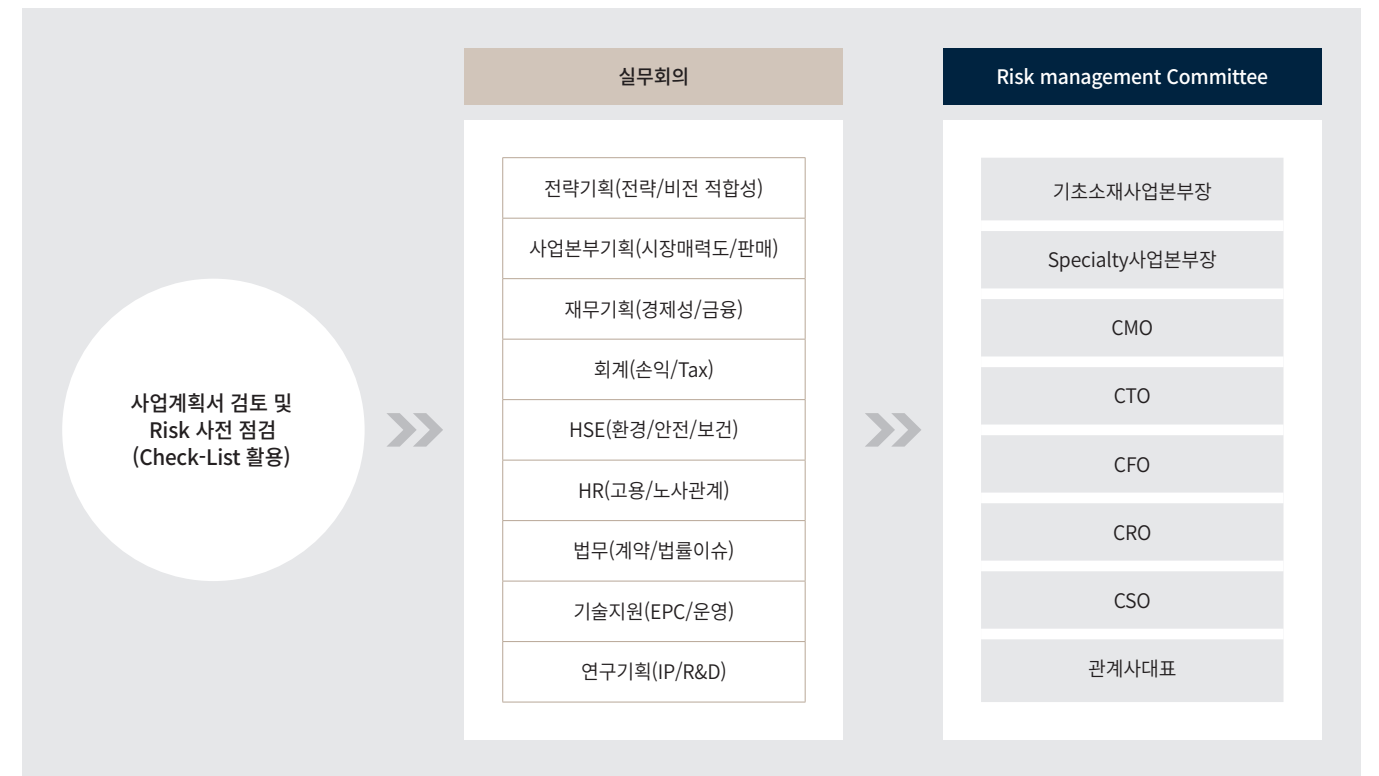 사업계획서 검토 및
Risk 사전 점검
(Check-List 활용)
실무회의
전략기획(전략/비전 적합성)
사업본부기획(시장매력도/판매)
재무기획(경제성/금융)
회계(손익/Tax)
HSE(환경/안전/보건)
HR(고용/노사관계)
법무(계약/법률이슈)
기술지원(EPC/운영)
연구기획(IP/R&D)
Risk management Committee
기초소재사업본부장
Specialty사업본부장
CMO
CTO
CFO
CRO
CSO
관계사대표